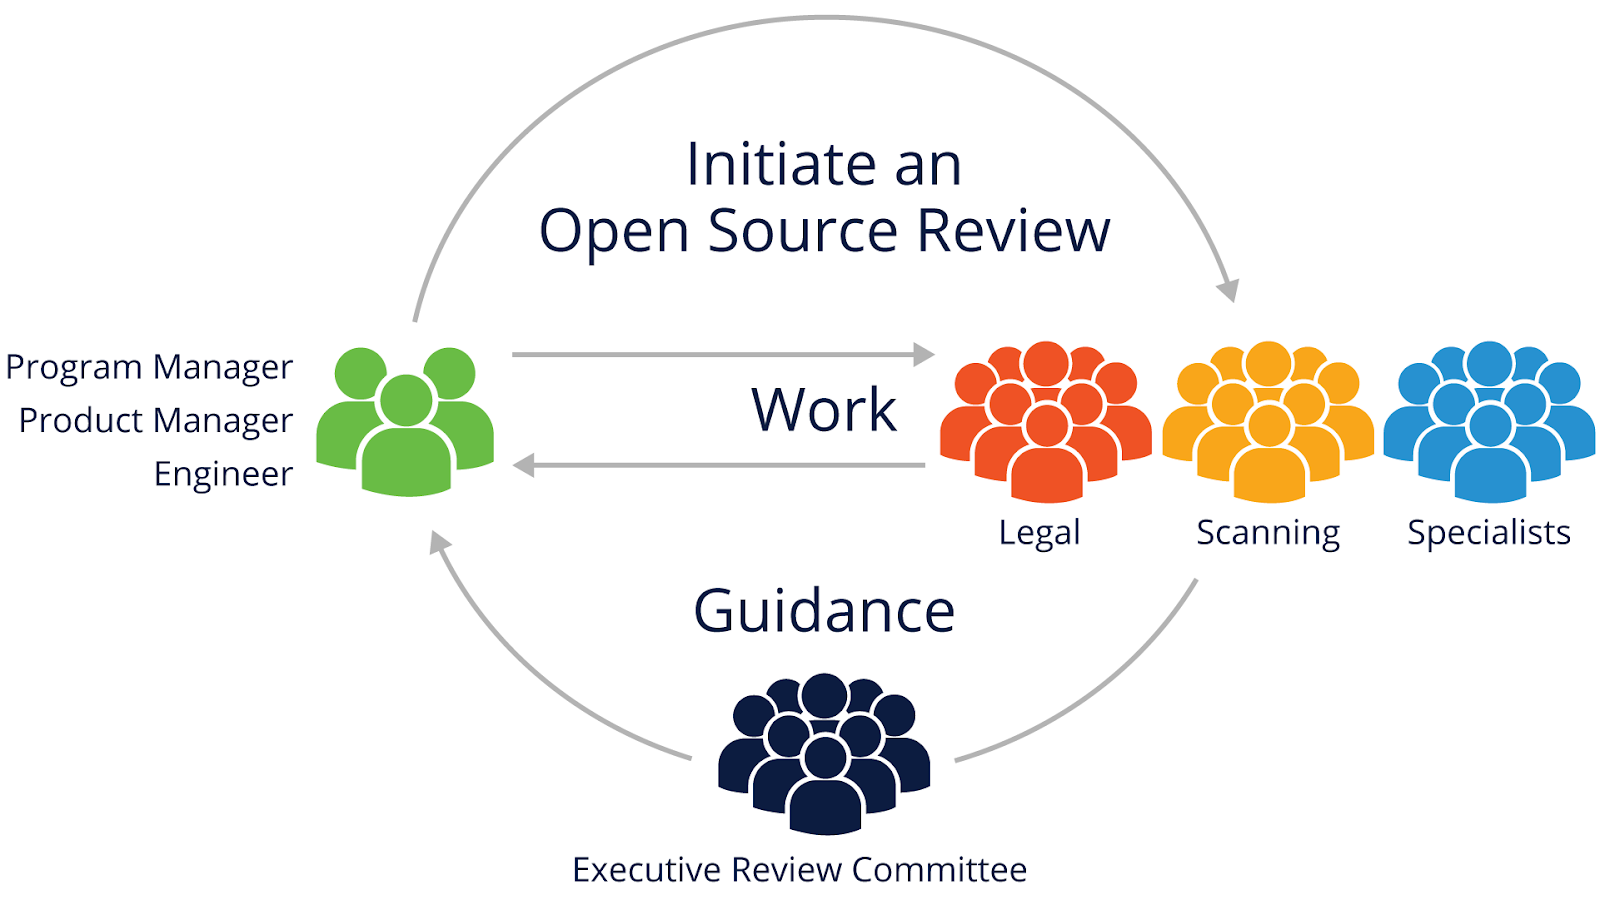 Initiate an
Open Source Review
Program Manager
Product Manager
Engineer
Work
Legal
Scanning
Specialists
Guidance
Executive Review Committee